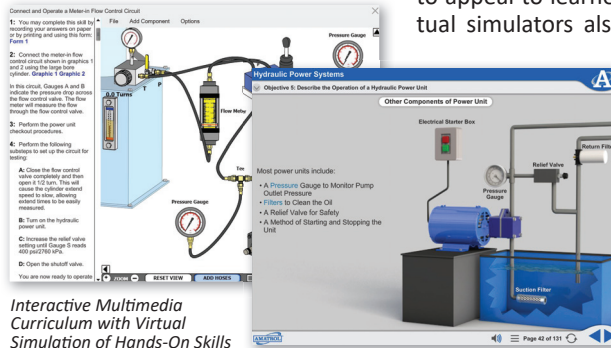 to appeal to learne
tual simulators als
Connect and Operate a Meter-in Flow Control Circuit
1: You may complete this skill by
recording your answers on paper
or by printing and using this form:
Form 1
2: Connect the meter-in flow
control circuit shown in graphics 1
and 2 using the large bore
cylinder. Graphic 1 Graphic 2
In this circuit, Gauges A and B
indicate the pressure drop across
the flow control valve. The flow
meter will measure the flow
through the flow control valve.
3: Perform the power unit
checkout procedures.
4: Perform the following
substeps to set up the circuit for
testing:
A: Close the flow control
valve completely and then
open it 1/2 turn. This will
cause the cylinder extend
speed to slow, allowing
extend times to be easily
measured.
B: Turn on the hydraulic
power unit.
C: Increase the relief valve
setting until Gauge S reads
400 psi/2760 kPa.
D: Open the shutoff valve.
You are now ready to operate
File Add Component Options
Pressure Gauge
T P
0.0 Turns
Flow Meter
Tee
Pressure Gauge
ZOOM
RESET VIEW
ADD HOSES
Hydraulic Power Systems
Objective 5: Describe the Operation of a Hydraulic Power Unit
Other Components of Power Unit
Electrical Starter Box
Return Filte
Relief Valve
Pressure
Gauge
Most power units include:
• A Pressure Gauge to Monitor Pump
Outlet Pressure
• Filters to Clean the Oil
• A Relief Valve for Safety
• A Method of Starting and Stopping the
Unit
Suction Filter
AMATROL
Page 42 of 131
Interactive Multimedia
Curriculum with Virtual
Simulation of Hands-On Skills